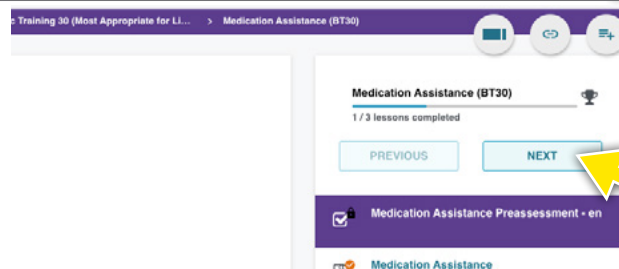 c Training 30 (Most Appropriate for Li... > Medication Assistance (BT30)
Medication Assistance (BT30)
1 / 3 lessons completed
PREVIOUS
NEXT
Medication Assistance Preassessment - en
Medication Assistance